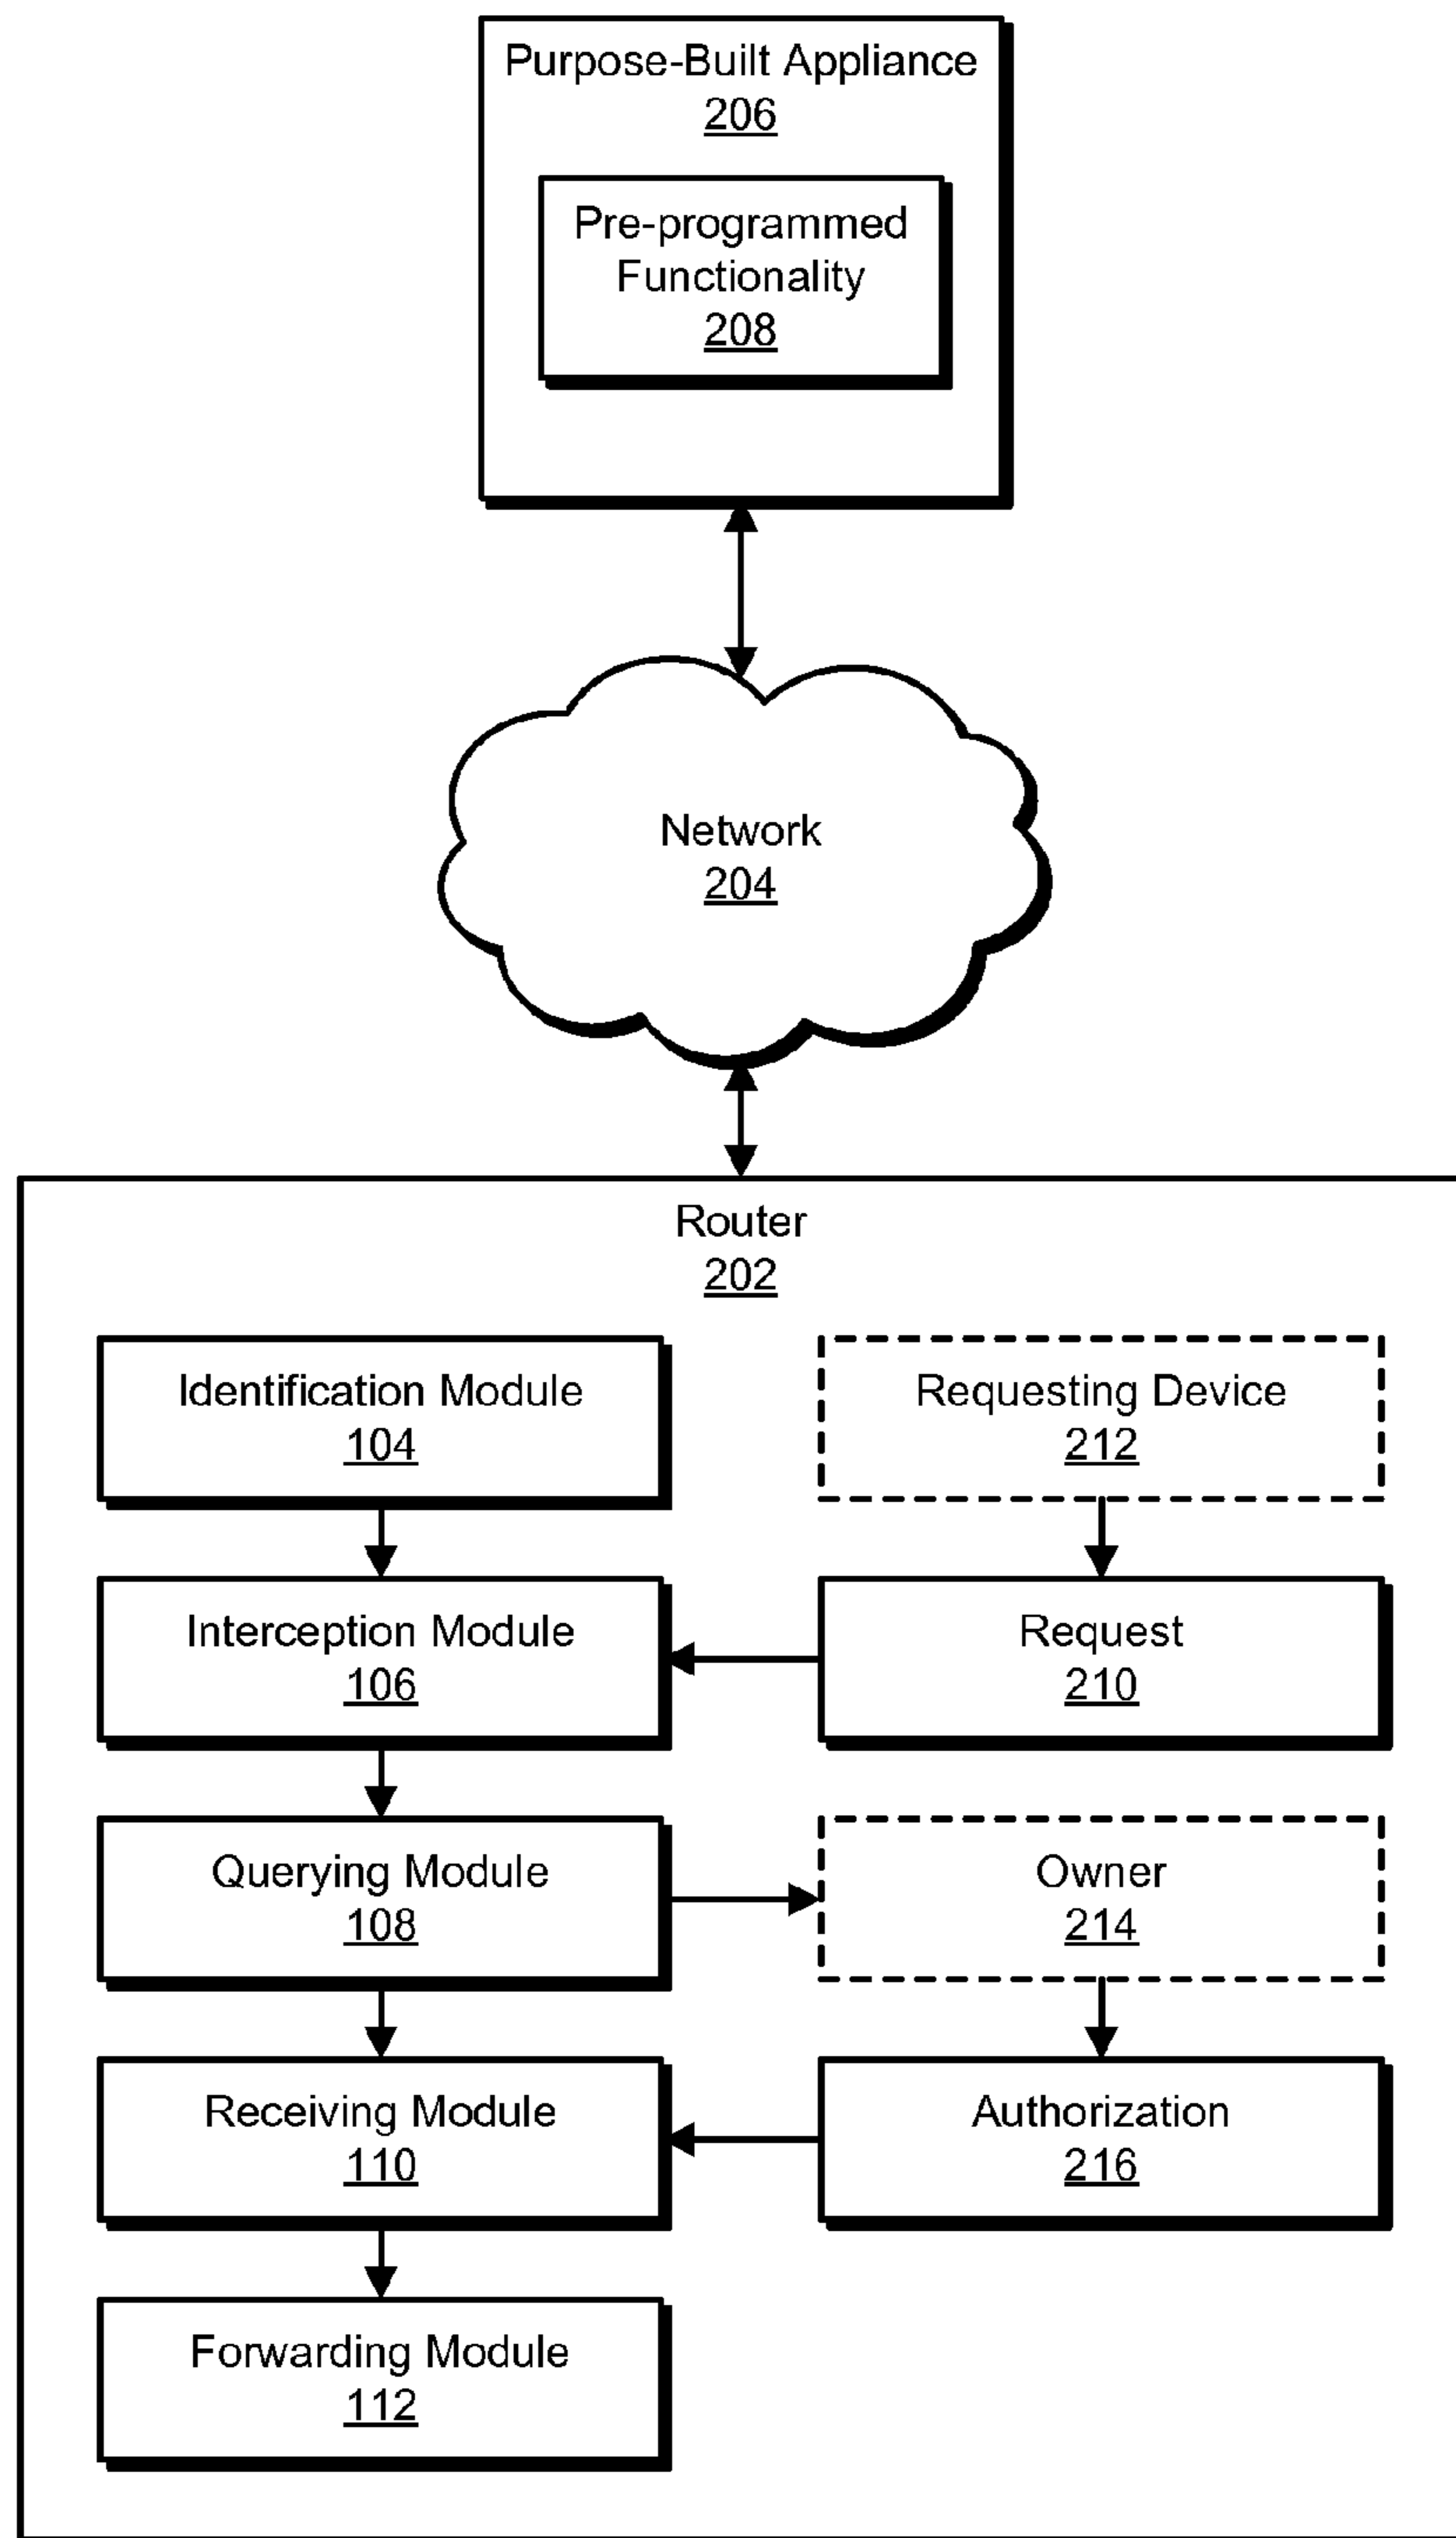 Purpose-Built Appliance
206
Pre-programmed
Functionality
208
Network
204
Router
202
Identification Module
104
Requesting Device
212
Interception Module
106
Request
210
Querying Module
108
Owner
214
Receiving Module
110
Authorization
216
Forwarding Module
112